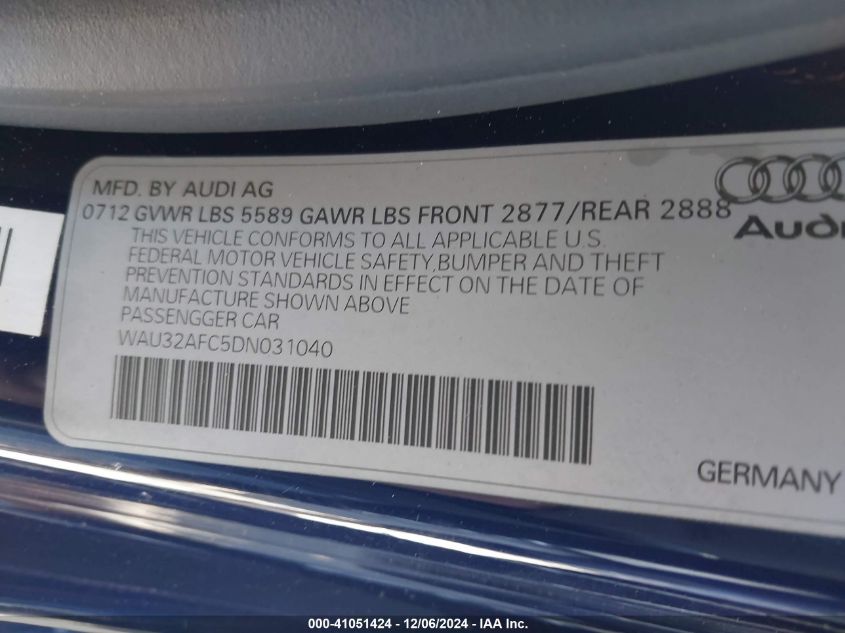 MFD. BY AUDI AG
0712 GVWR LBS 5589 GAWR LBS FRONT 2877/REAR 2888
Audi
THIS VEHICLE CONFORMS TO ALL APPLICABLE U.S.
FEDERAL MOTOR VEHICLE SAFETY,BUMPER AND THEFT
PREVENTION STANDARDS IN EFFECT ON THE DATE OF
MANUFACTURE SHOWN ABOVE
PASSENGGER CAR
WAU32AFC5DN031040
GERMANY
000-41051424 - 12/06/2024 - IAA Inc.